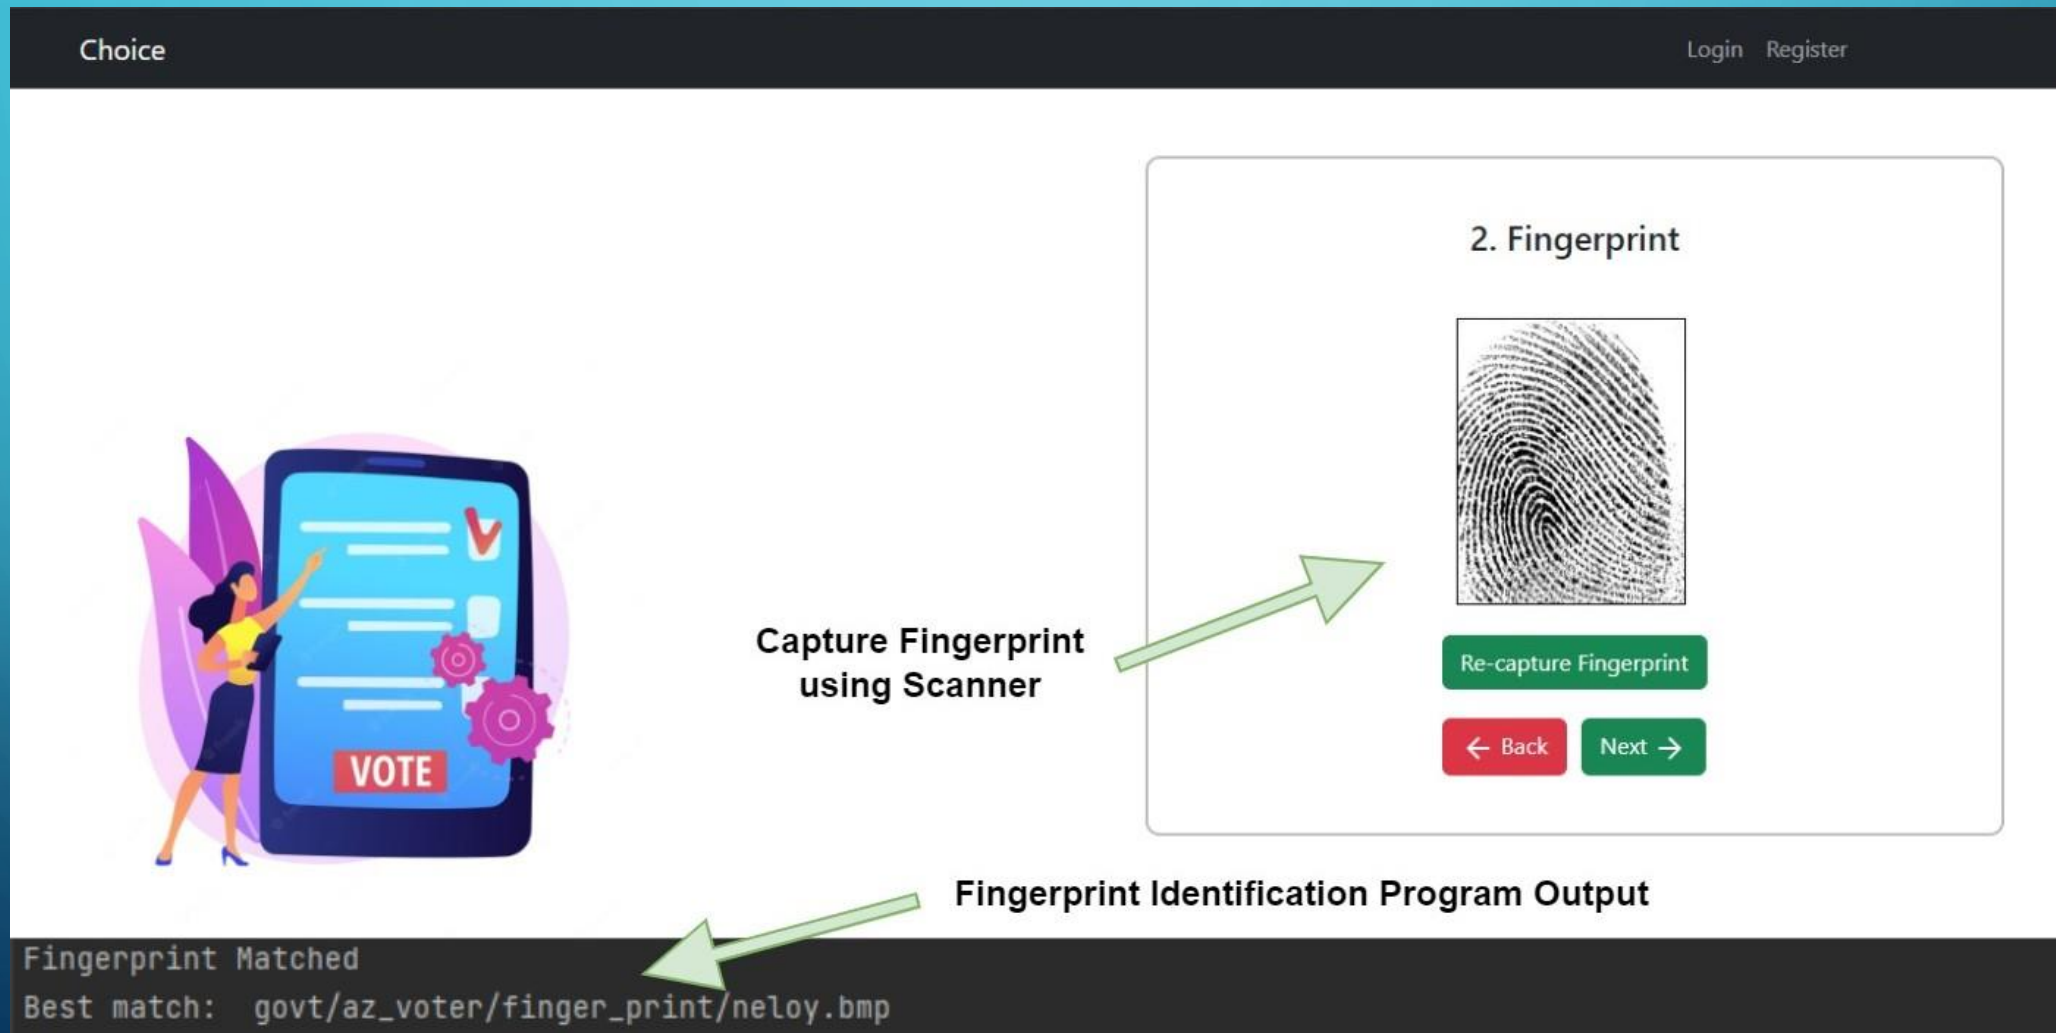 Choice
Login Register
2. Fingerprint
Capture Fingerprint
using Scanner
Re-capture Fingerprint
← Back
Next →
VOTE
Fingerprint Identification Program Output
Fingerprint Matched
Best match:  govt/az_voter/finger_print/neloy.bmp